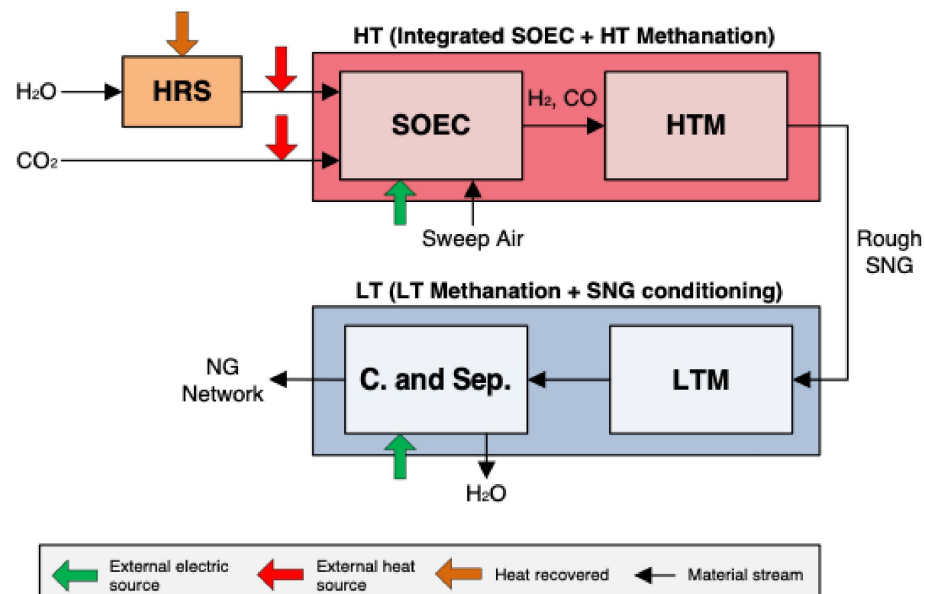 HT (Integrated SOEC + HT Methanation)
H₂O
HRS
SOEC
H₂, CO
HTM
CO₂
Sweep Air
Rough
SNG
LT (LT Methanation + SNG conditioning)
NG
Network
C. and Sep.
LTM
H₂O
External electric
source
External heat
source
Heat recovered
Material stream